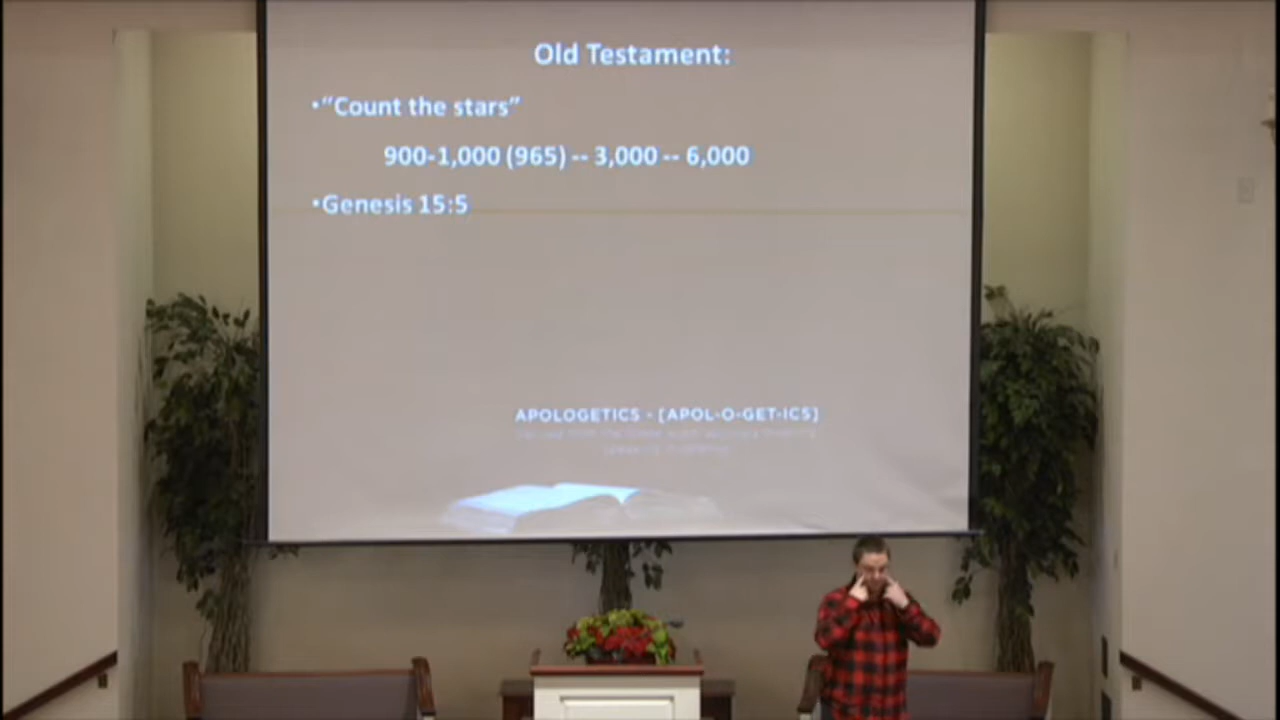 Old Testament:
•“Count the stars”
900-1,000 (965) -- 3,000 -- 6,000
•Genesis 15:5
APOLOGETICS - [APOL-O-GET-ICS]